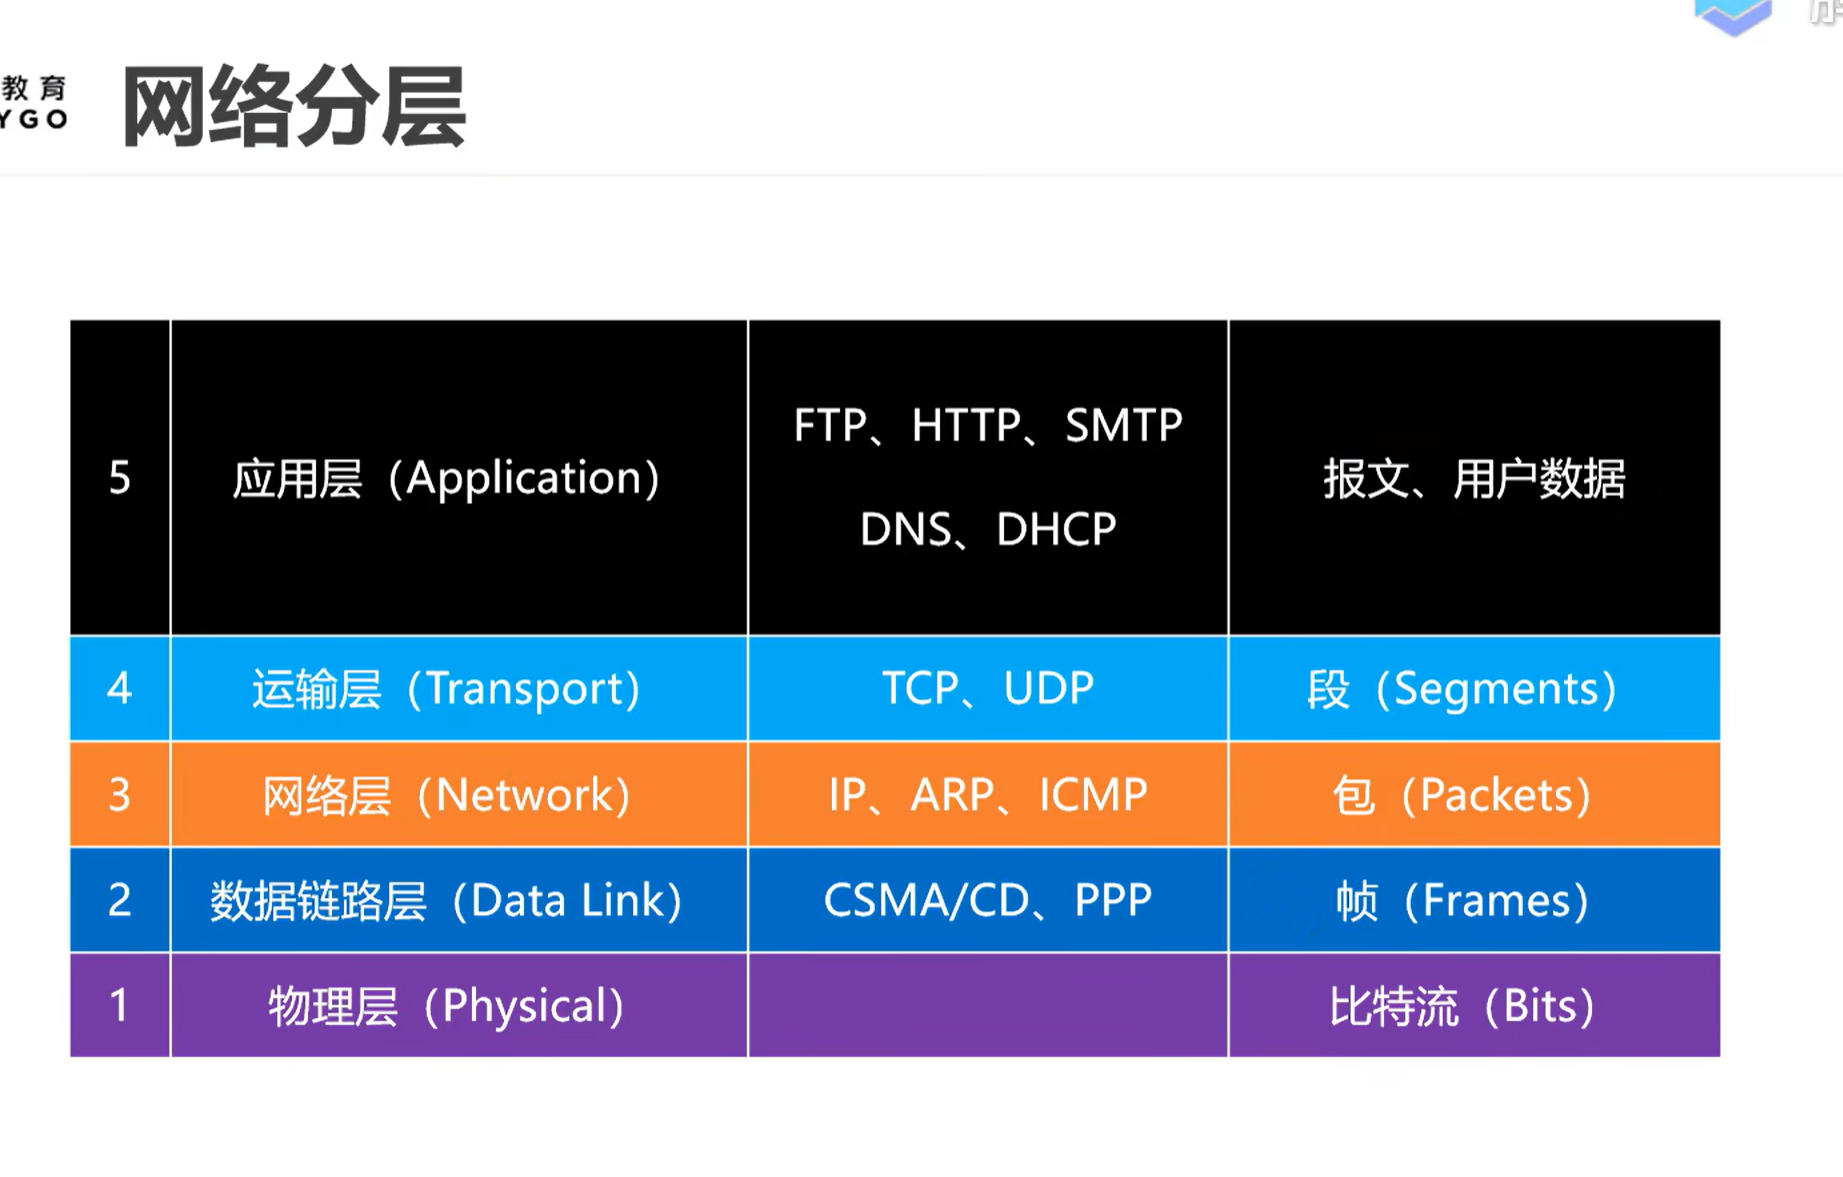 教育
YGO
网络分层
5 应用层（Application） FTP、HTTP、SMTP
DNS、DHCP 报文、用户数据
4 运输层（Transport） TCP、UDP 段（Segments）
3 网络层（Network） IP、ARP、ICMP 包（Packets）
2 数据链路层（Data Link） CSMA/CD、PPP 帧（Frames）
1 物理层（Physical） 比特流（Bits）